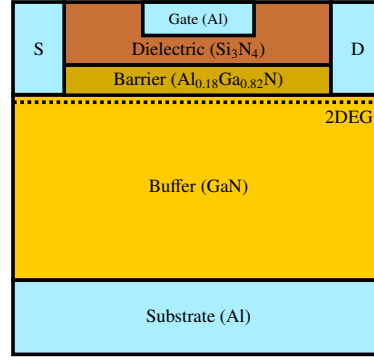 Gate (Al)
S
Dielectric (Si₃N₄)
D
Barrier (Al₀.₁₈Ga₀.₈₂N)
2DEG
Buffer (GaN)
Substrate (Al)